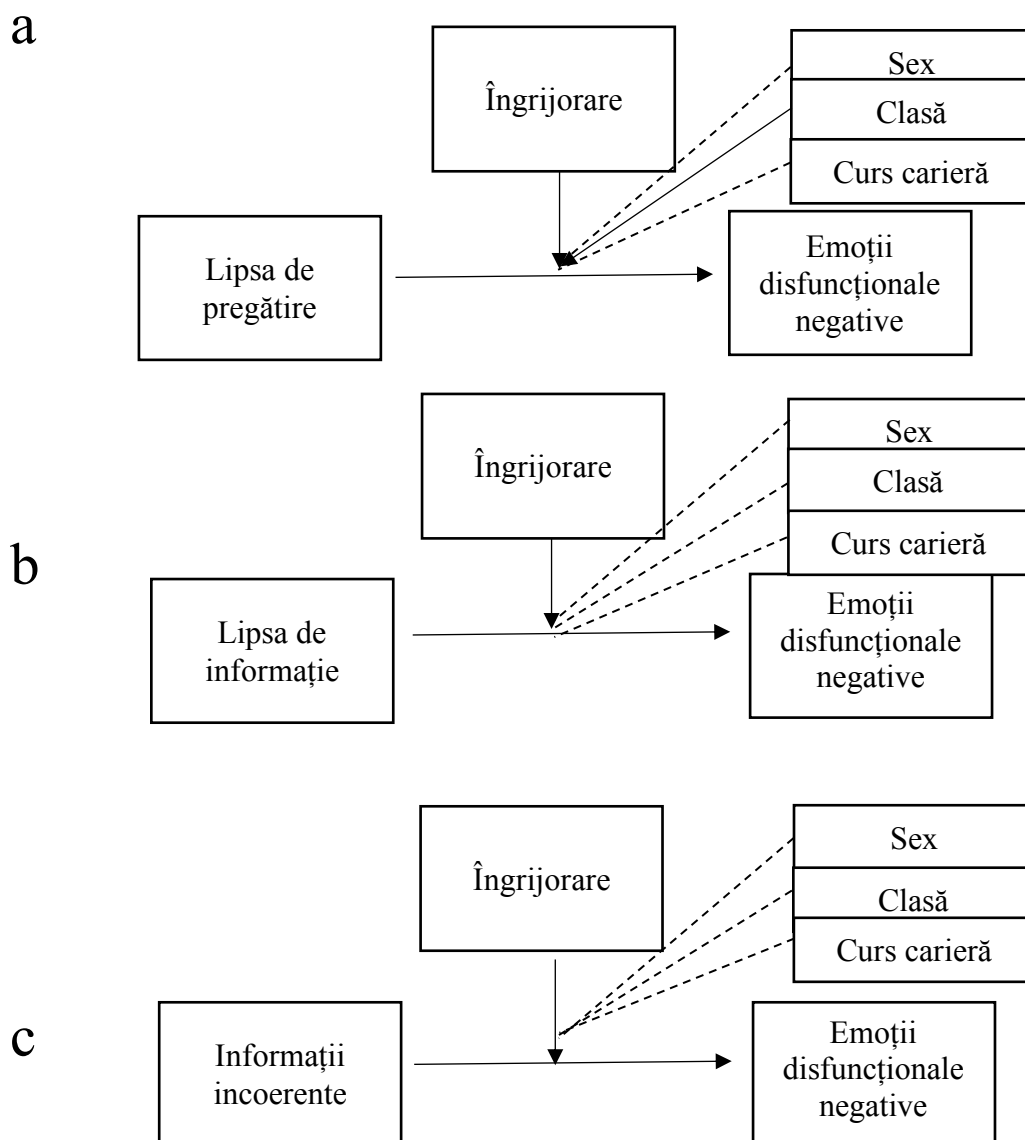 a
Îngrijorare
Sex
Clasă
Curs carieră
Lipsa de
pregătire
Emoții
disfuncționale
negative
b
Îngrijorare
Sex
Clasă
Curs carieră
Lipsa de
informație
Emoții
disfuncționale
negative
c
Îngrijorare
Sex
Clasă
Curs carieră
Informații
incoerente
Emoții
disfuncționale
negative